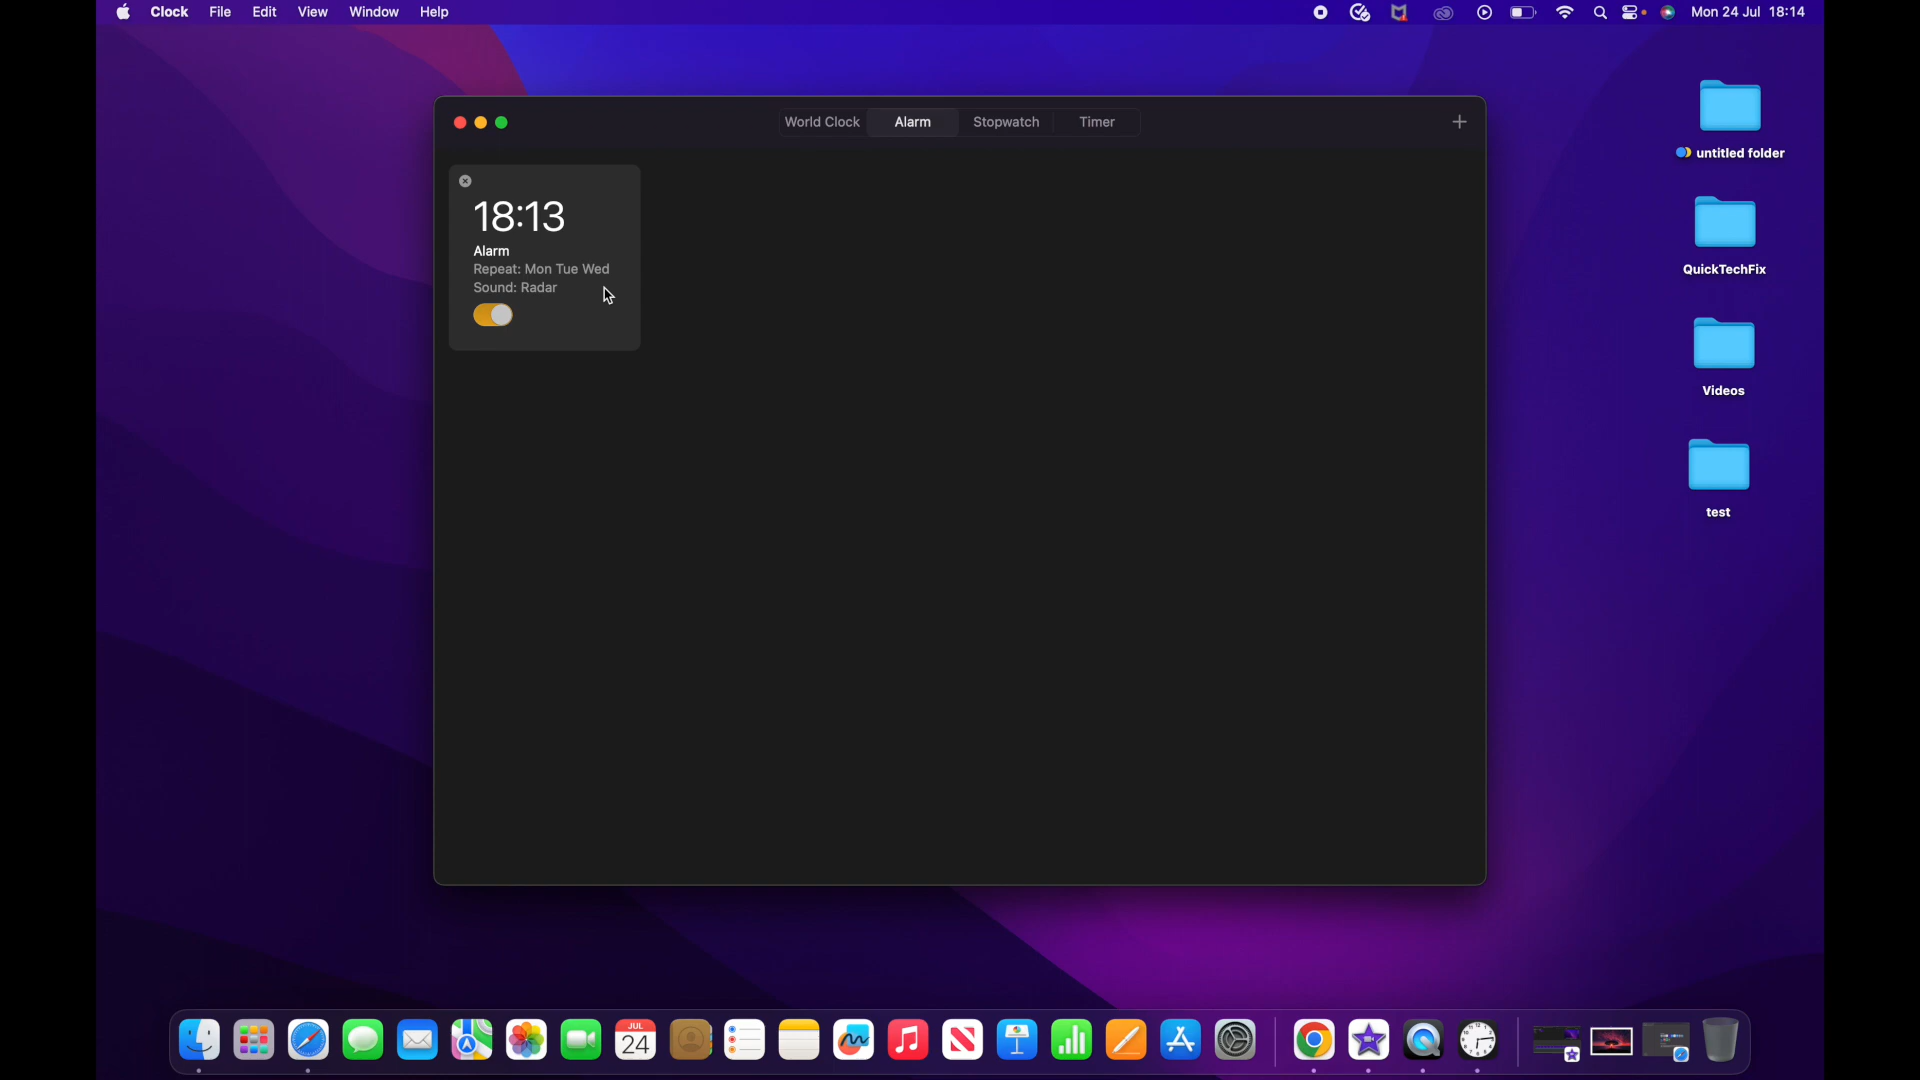 Clock File Edit View Window Help Mon 24 Jul 18:14
World Clock Alarm Stopwatch Timer
18:13
Alarm
Repeat: Mon Tue Wed
Sound: Radar
untitled folder
QuickTechFix
Videos
test
JUL
24